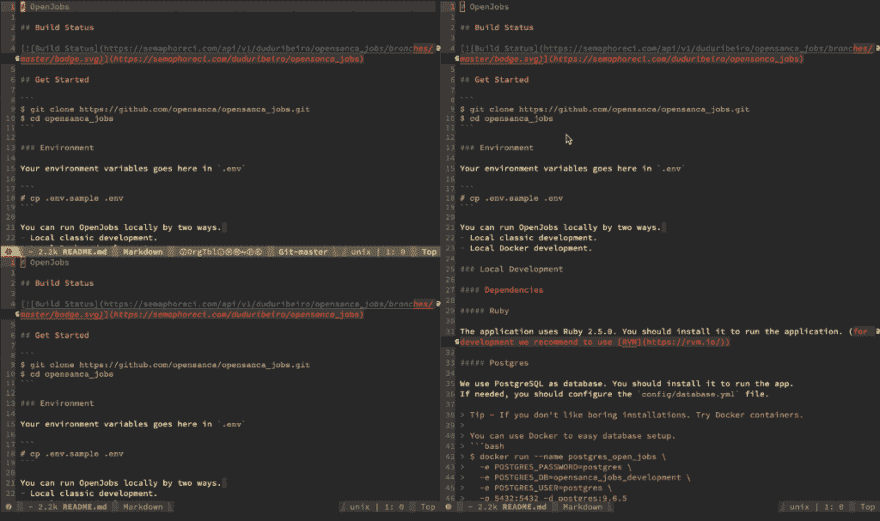 1 # OpenJobs
1
2 ## Build Status
3
4 [![Build Status](https://semaphoreci.com/api/v1/duduribeiro/opensanca_jobs/branches/
master/badge.svg)](https://semaphoreci.com/duduribeiro/opensanca_jobs)
5
6 ## Get Started
7
8 ```
9 $ git clone https://github.com/opensanca/opensanca_jobs.git
10 $ cd opensanca_jobs
11 ```
12
13 ### Environment
14
15 Your environment variables goes here in `.env`
16
17 ```
18 # cp .env.sample .env
19 ```
20
21 You can run OpenJobs locally by two ways.
22 - Local classic development.
- 2.2k README.md Markdown Git-master unix | 1: 0 Top
1 # OpenJobs
1
2 ## Build Status
3
4 [![Build Status](https://semaphoreci.com/api/v1/duduribeiro/opensanca_jobs/branches/
master/badge.svg)](https://semaphoreci.com/duduribeiro/opensanca_jobs)
5
6 ## Get Started
7
8 ```
9 $ git clone https://github.com/opensanca/opensanca_jobs.git
10 $ cd opensanca_jobs
11 ```
12
13 ### Environment
14
15 Your environment variables goes here in `.env`
16
17 ```
18 # cp .env.sample .env
19 ```
20
21 You can run OpenJobs locally by two ways.
22 - Local classic development.
- 2.2k README.md Markdown unix | 1: 0 Top
1 # OpenJobs
1
2 ## Build Status
3
4 [![Build Status](https://semaphoreci.com/api/v1/duduribeiro/opensanca_jobs/branches/
master/badge.svg)](https://semaphoreci.com/duduribeiro/opensanca_jobs)
5
6 ## Get Started
7
8 ```
9 $ git clone https://github.com/opensanca/opensanca_jobs.git
10 $ cd opensanca_jobs
11 ```
12
13 ### Environment
14
15 Your environment variables goes here in `.env`
16
17 ```
18 # cp .env.sample .env
19 ```
20
21 You can run OpenJobs locally by two ways.
22 - Local classic development.
23 - Local Docker development.
24
25 ### Local Development
26
27 #### Dependencies
28
29 ##### Ruby
30
31 The application uses Ruby 2.5.0. You should install it to run the application. (for
development we recommend to use [RVM](https://rvm.io/))
32
33 ##### Postgres
34
35 We use PostgreSQL as database. You should install it to run the app.
36 If needed, you should configure the `config/database.yml` file.
37
38 > Tip - If you don't like boring installations. Try Docker containers.
39 >
40 > You can use Docker to easy database setup.
41 > ```bash
42 > $ docker run --name postgres_open_jobs \
43 > -e POSTGRES_PASSWORD=postgres \
44 > -e POSTGRES_DB=opensanca_jobs_development \
45 > -e POSTGRES_USER=postgres \
46 > -p 5432:5432 -d postgres:9.6.5
- 2.2k README.md Markdown unix | 1: 0 Top